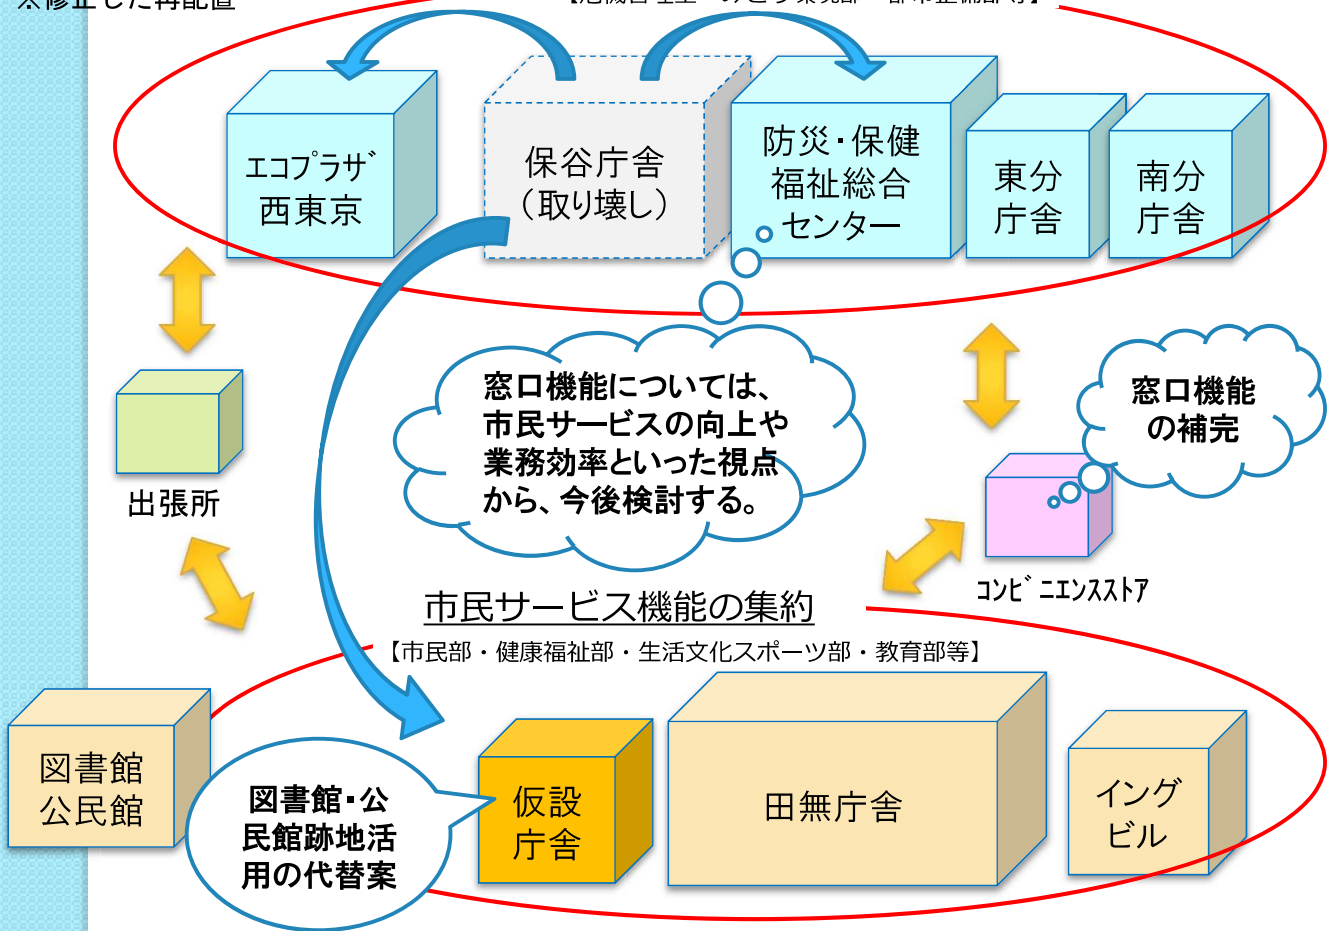 ※修正した再配置
エコプラザ
西東京
保谷庁舎
（取り壊し）
防災・保健
福祉総合
センター
東分
庁舎
南分
庁舎
窓口機能については、
市民サービスの向上や
業務効率といった視点
から、今後検討する。
窓口機能
の補完
出張所
コンビニエンスストア
市民サービス機能の集約
【市民部・健康福祉部・生活文化スポーツ部・教育部等】
図書館
公民館
図書館・公
民館跡地活
用の代替案
仮設
庁舎
田無庁舎
イング
ビル